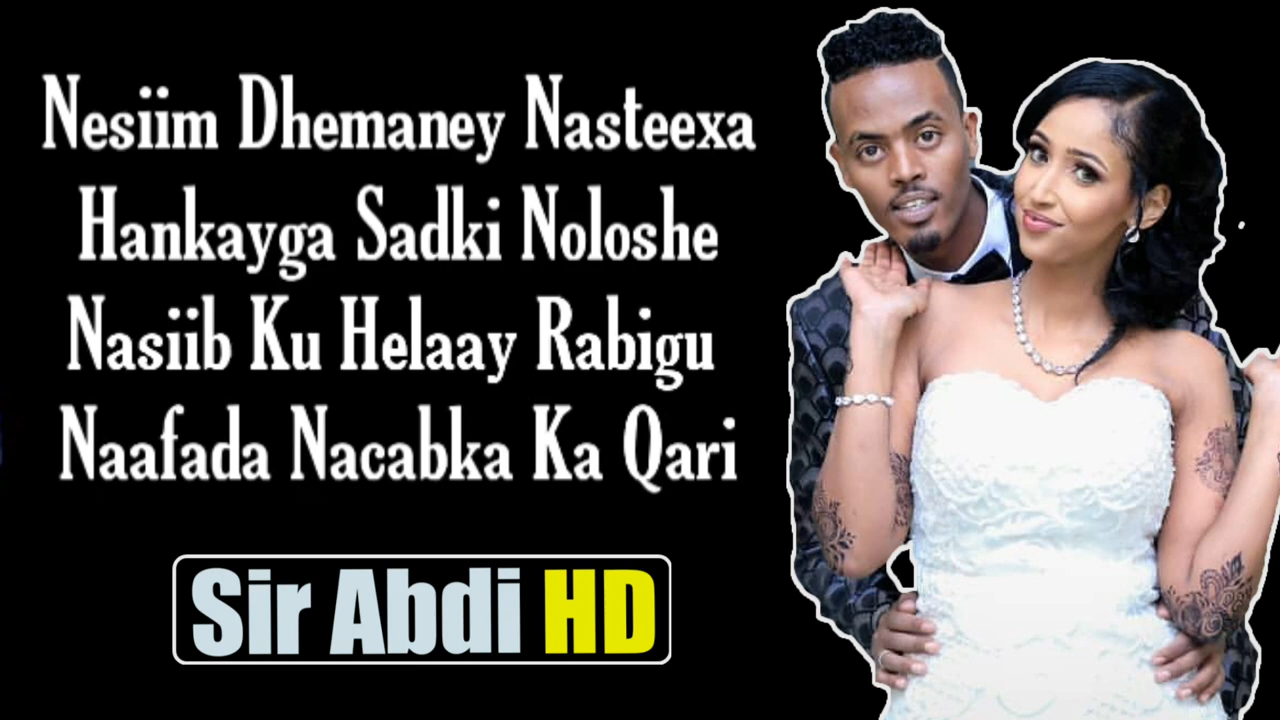 Nesiim Dhemaney Nasteexa
Hankayga Sadki Noloshe
Nasiib Ku Helaay Rabigu
Naafada Nacabka Ka Qari
Sir Abdi HD